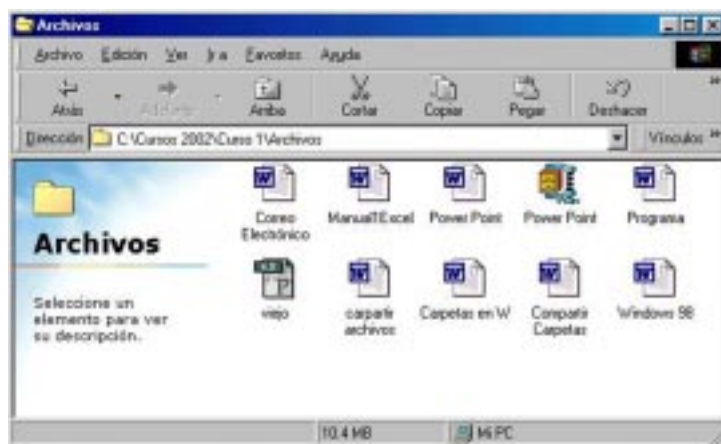 Archivos
Archivo Edición Ver Ir a Favoritos Ayuda
Atrás Adelante Arriba Cortar Copiar Pegar Deshacer
Dirección C:\Cursos 2002\Curso 1\Archivos Vínculos
Archivos
Seleccione un
elemento para ver
su descripción.
Correo
Electrónico
Manual1Excel
Power Point
Power Point
Programa
viejo
carpartir
archivos
Carpetas en W
Compartir
Carpetas
Windows 98
10.4 MB Mi PC